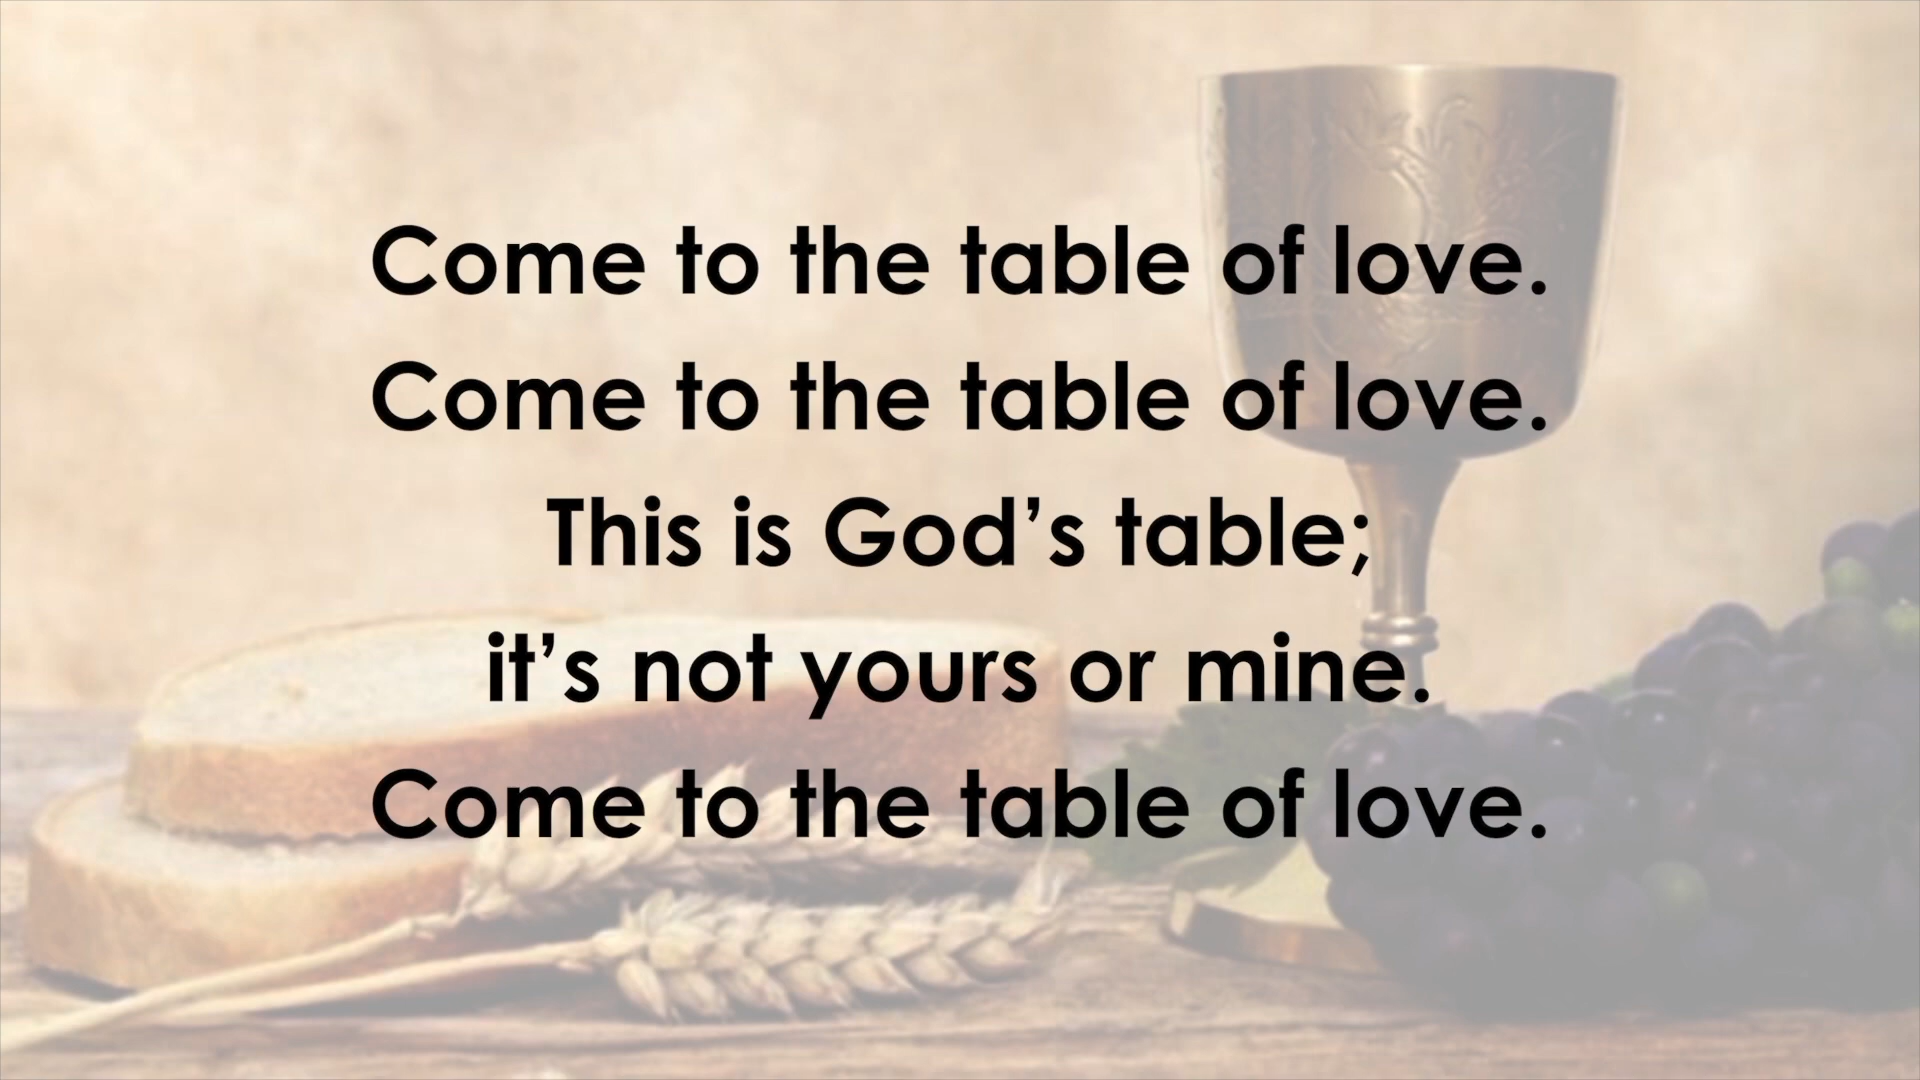 Come to the table of love.
Come to the table of love.
This is God’s table;
it’s not yours or mine.
Come to the table of love.